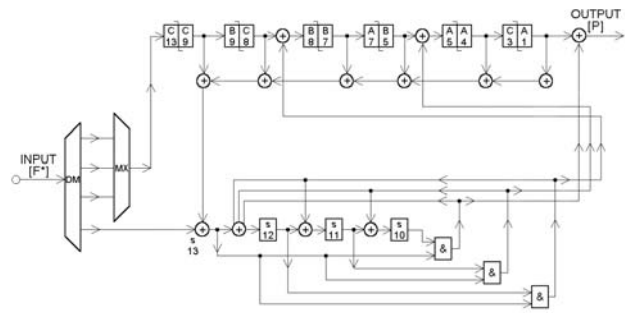 OUTPUT
[P]
C C B C B B A B A A C A
13 9 9 8 8 7 7 5 5 4 3 1
INPUT
[F*]
DM
MX
s
13
s
12
s
11
s
10
&
&
&